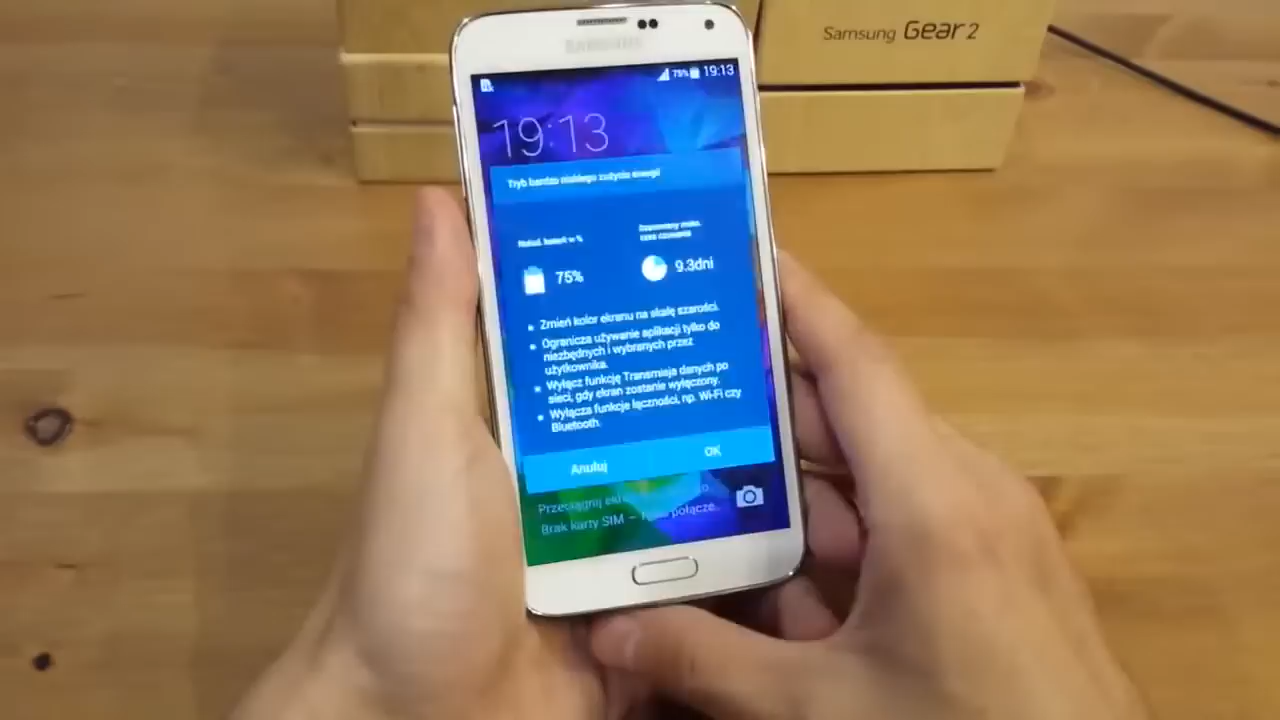 Samsung Gear 2
SAMSUNG
75% 19:13
19:13
Tryb bardzo niskiego zużycia energii
75%
9.3dni
Zmień kolor ekranu na skalę szarości.
Ogranicza używanie aplikacji tylko do
niezbędnych i wybranych przez
użytkownika.
Wyłącz funkcję Transmisja danych po
sieci, gdy ekran zostanie wyłączony.
Wyłącza funkcje łączności, np. Wi-Fi czy
Bluetooth.
Anuluj OK
Przeciągnij
Brak karty SIM –